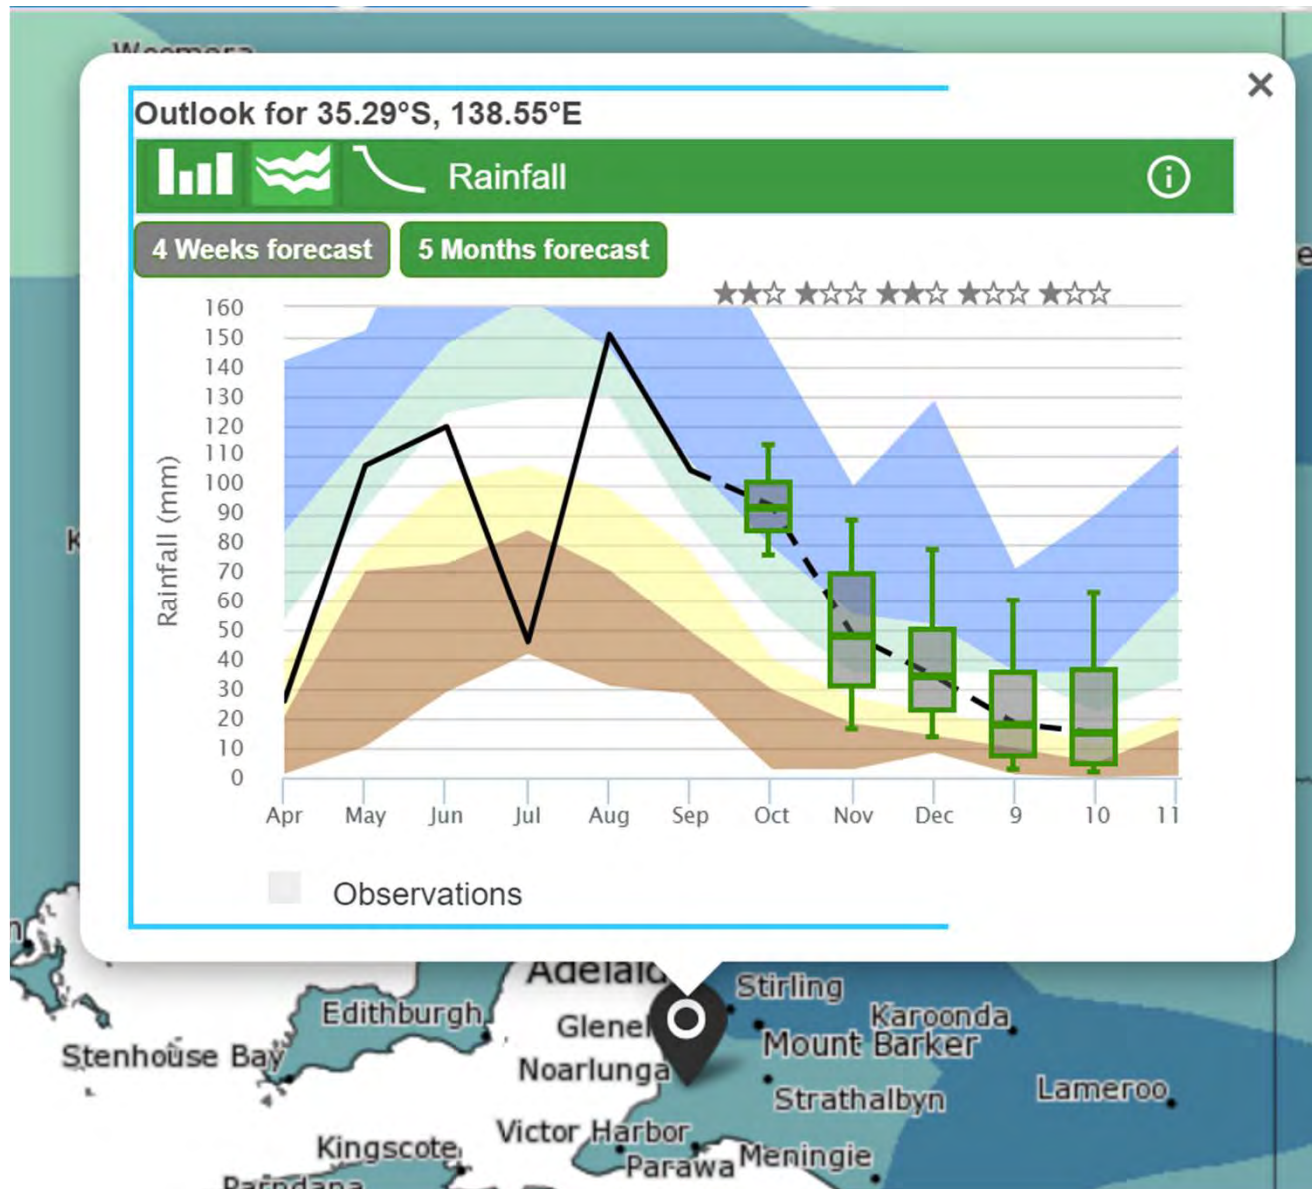 Woomera
Outlook for 35.29°S, 138.55°E
Rainfall
4 Weeks forecast
5 Months forecast
160
150
140
130
120
110
100
90
80
70
60
50
40
30
20
10
0
Rainfall (mm)
Apr May Jun Jul Aug Sep Oct Nov Dec 9 10 11
Observations
Stirling
Edithburgh
Karoonda
Mount Barker
Stenhouse Bay
Noarlunga
Lameroo
Strathalbyn
Victor Harbor
Kingscote
Meningie
Parawa